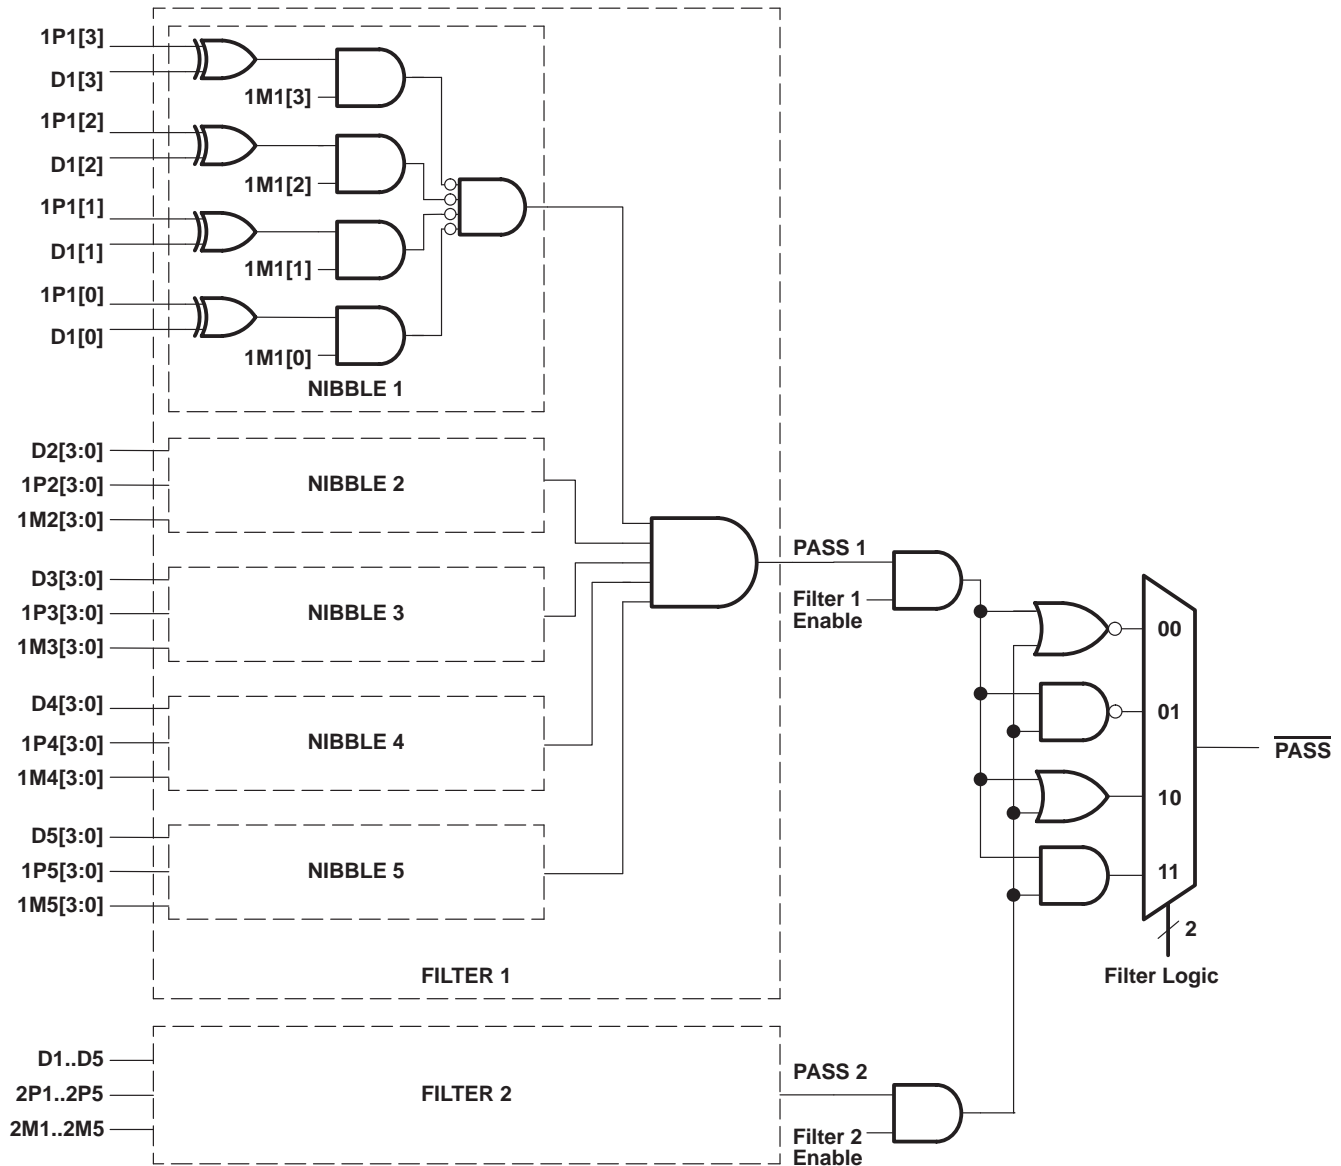 1P1[3]
D1[3]
1M1[3]
1P1[2]
D1[2]
1M1[2]
1P1[1]
D1[1]
1M1[1]
1P1[0]
D1[0]
1M1[0]
NIBBLE 1
D2[3:0]
1P2[3:0]
1M2[3:0]
NIBBLE 2
D3[3:0]
1P3[3:0]
1M3[3:0]
NIBBLE 3
D4[3:0]
1P4[3:0]
1M4[3:0]
NIBBLE 4
D5[3:0]
1P5[3:0]
1M5[3:0]
NIBBLE 5
FILTER 1
PASS 1
Filter 1
Enable
00
01
10
11
PASS
2
Filter Logic
D1..D5
2P1..2P5
2M1..2M5
FILTER 2
PASS 2
Filter 2
Enable